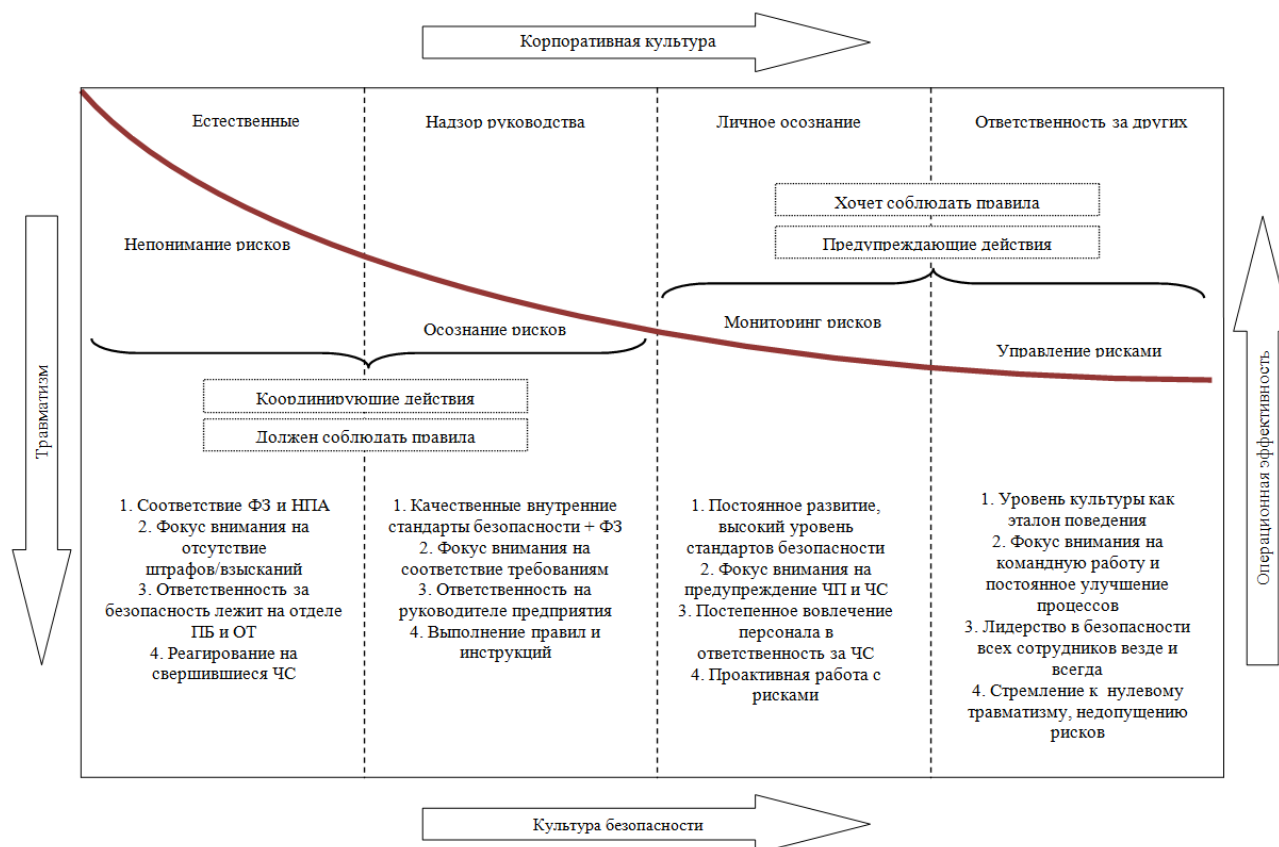 Корпоративная культура
Естественные
Надзор руководства
Личное осознание
Ответственность за других
Хочет соблюдать правила
Предупреждающие действия
Непонимание рисков
Осознание рисков
Мониторинг рисков
Управление рисками
Координирующие действия
Должен соблюдать правила
Травматизм
Операционная эффективность
1. Соответствие ФЗ и НПА
2. Фокус внимания на
отсутствие
штрафов/взысканий
3. Ответственность за
безопасность лежит на отделе
ПБ и ОТ
4. Реагирование на
свершившиеся ЧС
1. Качественные внутренние
стандарты безопасности + ФЗ
2. Фокус внимания на
соответствие требованиям
3. Ответственность на
руководителе предприятия
4. Выполнение правил и
инструкций
1. Постоянное развитие,
высокий уровень
стандартов безопасности
2. Фокус внимания на
предупреждение ЧП и ЧС
3. Постепенное вовлечение
персонала в
ответственность за ЧС
4. Проактивная работа с
рисками
1. Уровень культуры как
эталон поведения
2. Фокус внимания на
командную работу и
постоянное улучшение
процессов
3. Лидерство в безопасности
всех сотрудников везде и
всегда
4. Стремление к нулевому
травматизму, недопущению
рисков
Культура безопасности